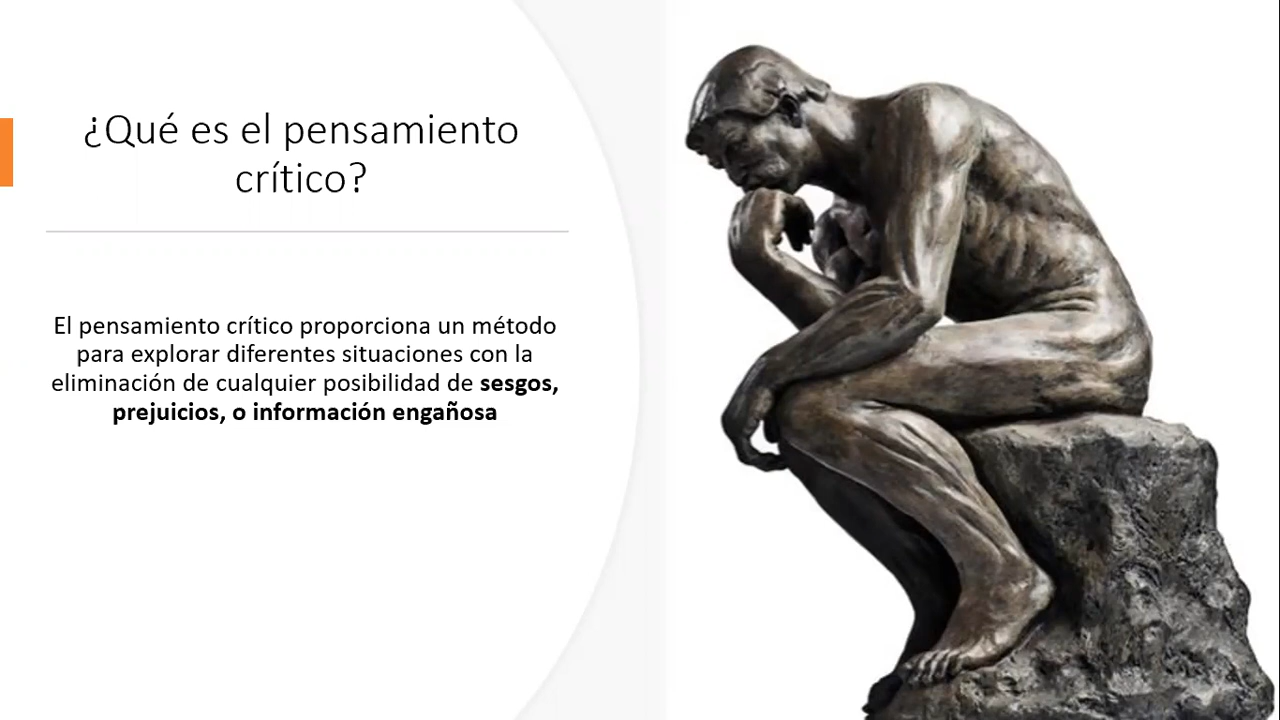 ¿Qué es el pensamiento
crítico?
El pensamiento crítico proporciona un método
para explorar diferentes situaciones con la
eliminación de cualquier posibilidad de sesgos,
prejuicios, o información engañosa